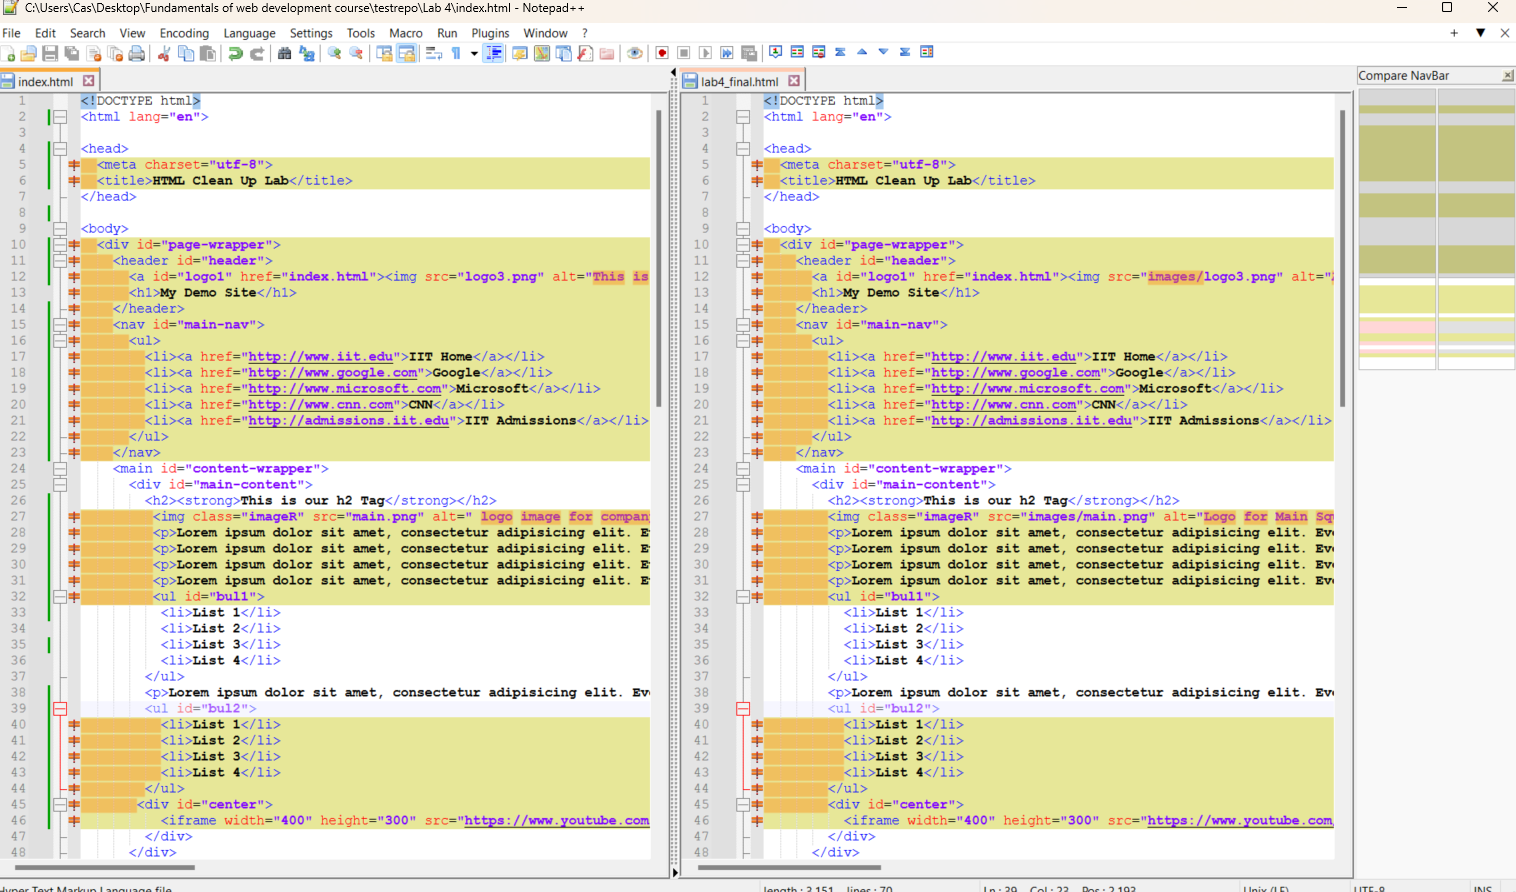 C:\Users\Cas\Desktop\Fundamentals of web development course\testrepo\Lab 4\index.html - Notepad++
File Edit Search View Encoding Language Settings Tools Macro Run Plugins Window ?
index.html
1 <!DOCTYPE html>
2 <html lang="en">
3
4 <head>
5 <meta charset="utf-8">
6 <title>HTML Clean Up Lab</title>
7 </head>
8
9 <body>
10 <div id="page-wrapper">
11 <header id="header">
12 <a id="logo1" href="index.html"><img src="logo3.png" alt="This is
13 <h1>My Demo Site</h1>
14 </header>
15 <nav id="main-nav">
16 <ul>
17 <li><a href="http://www.iit.edu">IIT Home</a></li>
18 <li><a href="http://www.google.com">Google</a></li>
19 <li><a href="http://www.microsoft.com">Microsoft</a></li>
20 <li><a href="http://www.cnn.com">CNN</a></li>
21 <li><a href="http://admissions.iit.edu">IIT Admissions</a></li>
22 </ul>
23 </nav>
24 <main id="content-wrapper">
25 <div id="main-content">
26 <h2><strong>This is our h2 Tag</strong></h2>
27 <img class="imageR" src="main.png" alt=" logo image for
28 <p>Lorem ipsum dolor sit amet, consectetur adipisicing elit.
29 <p>Lorem ipsum dolor sit amet, consectetur adipisicing elit.
30 <p>Lorem ipsum dolor sit amet, consectetur adipisicing elit.
31 <p>Lorem ipsum dolor sit amet, consectetur adipisicing elit.
32 <ul id="bul1">
33 <li>List 1</li>
34 <li>List 2</li>
35 <li>List 3</li>
36 <li>List 4</li>
37 </ul>
38 <p>Lorem ipsum dolor sit amet, consectetur adipisicing elit.
39 <ul id="bul2">
40 <li>List 1</li>
41 <li>List 2</li>
42 <li>List 3</li>
43 <li>List 4</li>
44 </ul>
45 <div id="center">
46 <iframe width="400" height="300" src="https://www.youtube.com
47 </div>
48 </div>
lab4_final.html
1 <!DOCTYPE html>
2 <html lang="en">
3
4 <head>
5 <meta charset="utf-8">
6 <title>HTML Clean Up Lab</title>
7 </head>
8
9 <body>
10 <div id="page-wrapper">
11 <header id="header">
12 <a id="logo1" href="index.html"><img src="images/logo3.png" alt="
13 <h1>My Demo Site</h1>
14 </header>
15 <nav id="main-nav">
16 <ul>
17 <li><a href="http://www.iit.edu">IIT Home</a></li>
18 <li><a href="http://www.google.com">Google</a></li>
19 <li><a href="http://www.microsoft.com">Microsoft</a></li>
20 <li><a href="http://www.cnn.com">CNN</a></li>
21 <li><a href="http://admissions.iit.edu">IIT Admissions</a></li>
22 </ul>
23 </nav>
24 <main id="content-wrapper">
25 <div id="main-content">
26 <h2><strong>This is our h2 Tag</strong></h2>
27 <img class="imageR" src="images/main.png" alt="Logo for Main
28 <p>Lorem ipsum dolor sit amet, consectetur adipisicing elit.
29 <p>Lorem ipsum dolor sit amet, consectetur adipisicing elit.
30 <p>Lorem ipsum dolor sit amet, consectetur adipisicing elit.
31 <p>Lorem ipsum dolor sit amet, consectetur adipisicing elit.
32 <ul id="bul1">
33 <li>List 1</li>
34 <li>List 2</li>
35 <li>List 3</li>
36 <li>List 4</li>
37 </ul>
38 <p>Lorem ipsum dolor sit amet, consectetur adipisicing elit.
39 <ul id="bul2">
40 <li>List 1</li>
41 <li>List 2</li>
42 <li>List 3</li>
43 <li>List 4</li>
44 </ul>
45 <div id="center">
46 <iframe width="400" height="300" src="https://www.youtube.com
47 </div>
48 </div>
Compare NavBar
Hyper Text Markup Language file length : 3,151 lines : 70 Ln : 39 Col : 23 Pos : 2,193 Unix (LF) UTF-8 INS